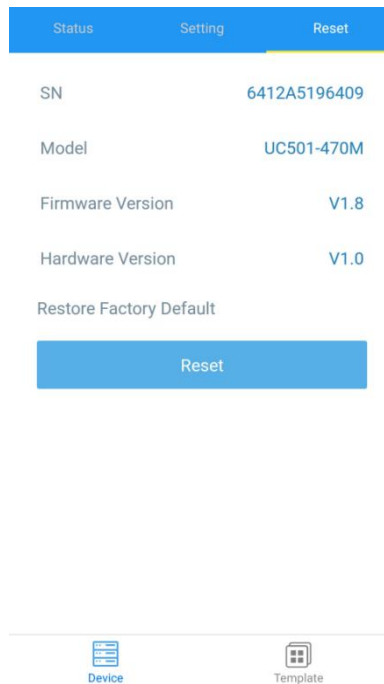 Status Setting Reset
SN 6412A5196409
Model UC501-470M
Firmware Version V1.8
Hardware Version V1.0
Restore Factory Default
Reset
Device Template